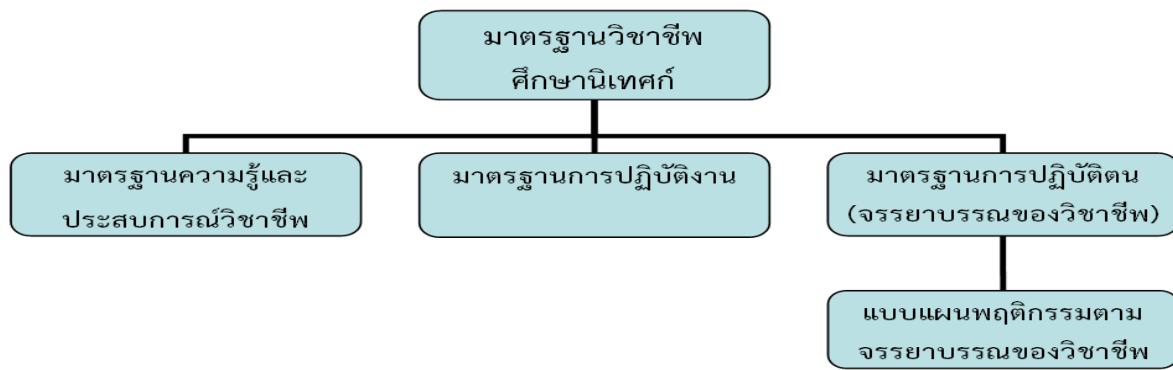 มาตรฐานวิชาชีพ
ศึกษานิเทศก์
มาตรฐานความรู้และ
ประสบการณ์วิชาชีพ
มาตรฐานการปฏิบัติงาน
มาตรฐานการปฏิบัติตน
(จรรยาบรรณของวิชาชีพ)
แบบแผนพฤติกรรมตาม
จรรยาบรรณของวิชาชีพ